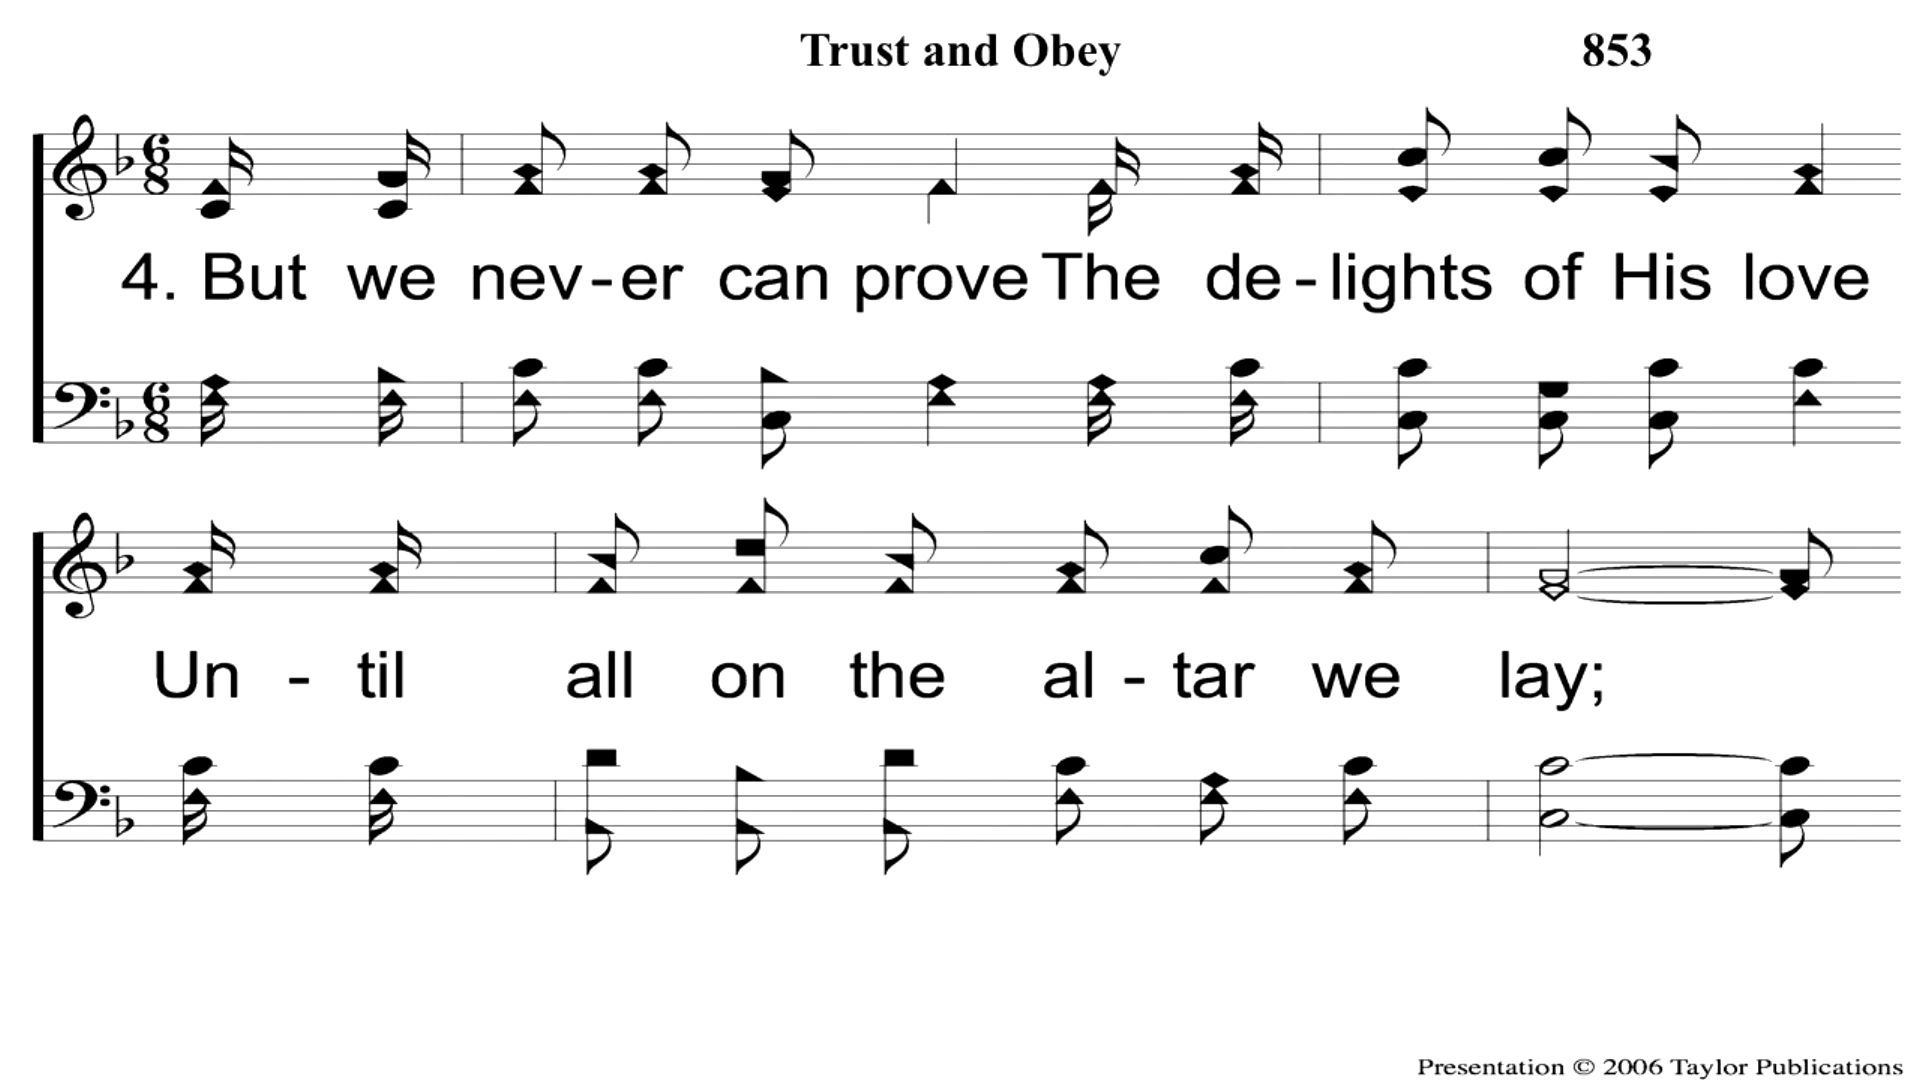 Trust and Obey 853
4. But we nev-er can prove The de-lights of His love
Un - til all on the al - tar we lay;
Presentation © 2006 Taylor Publications